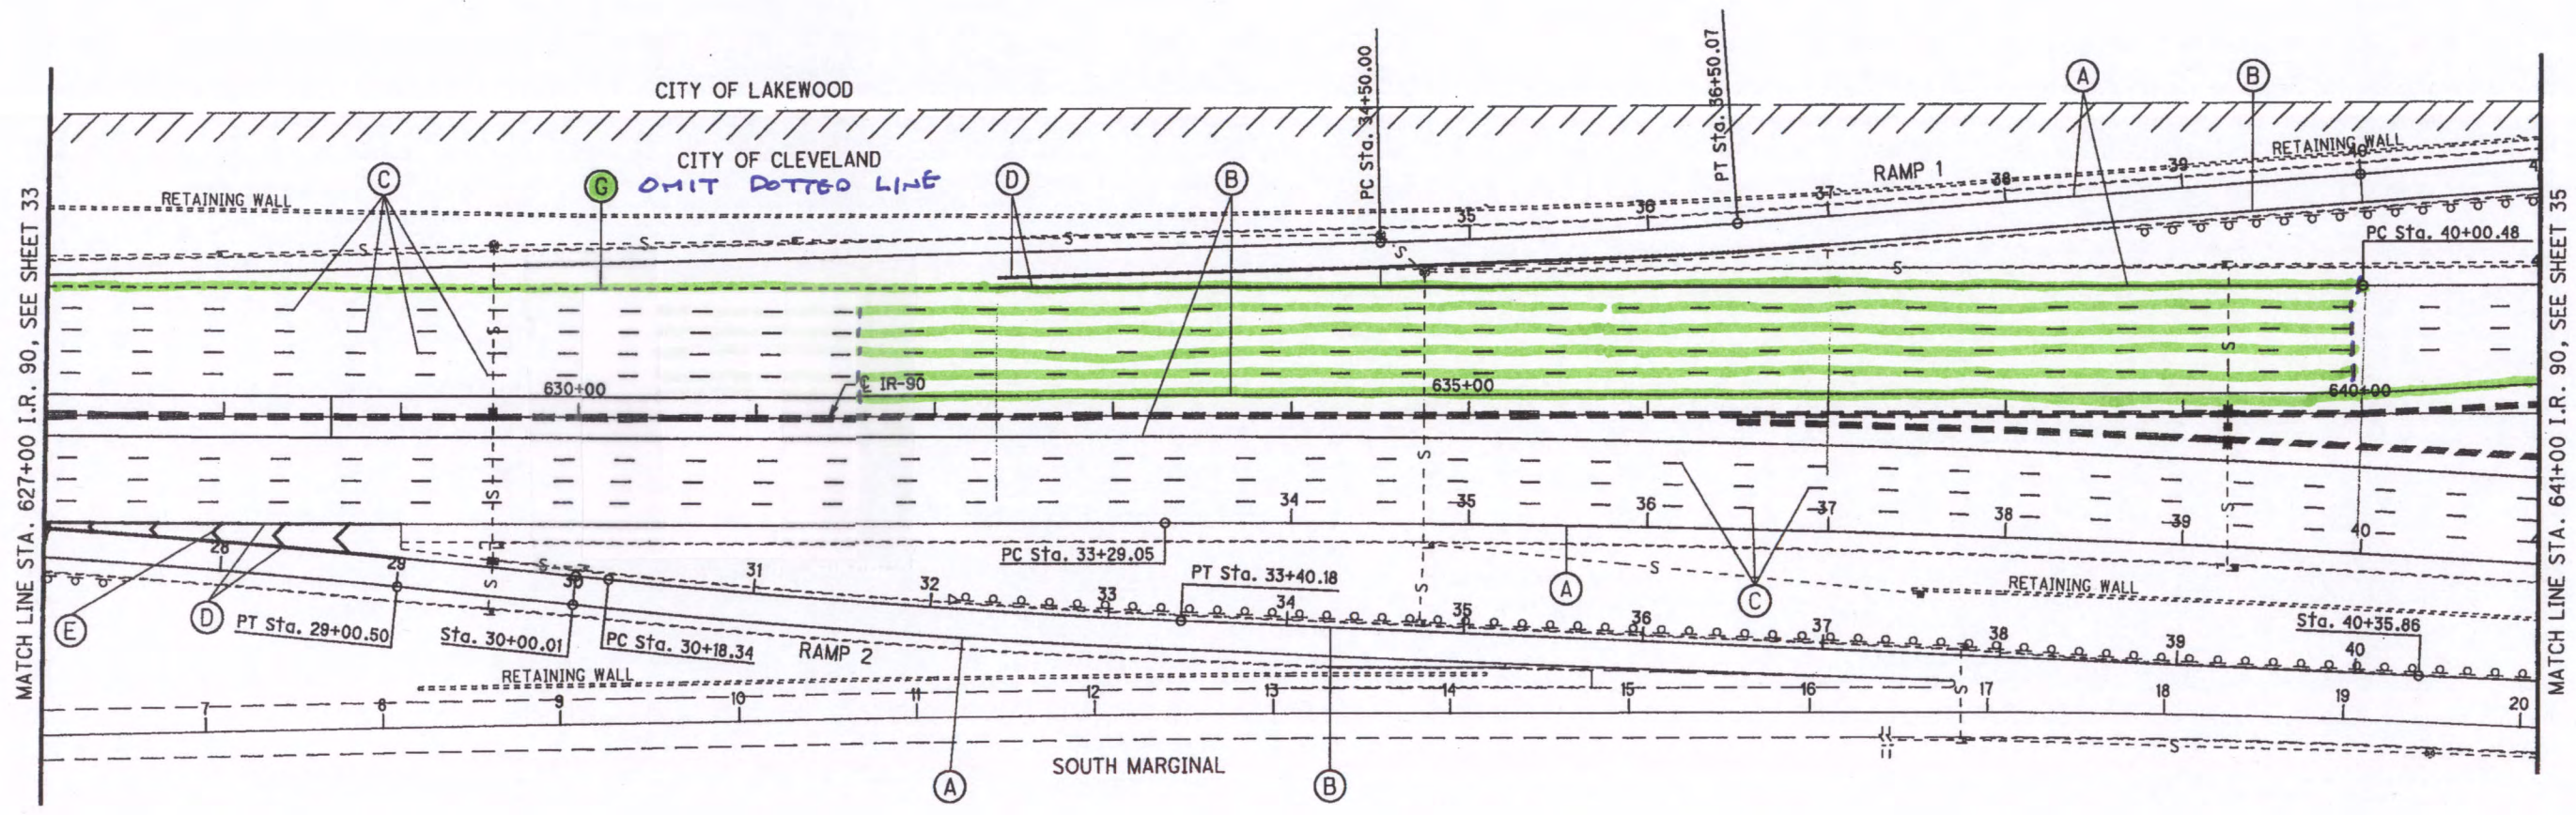 CITY OF LAKEWOOD
CITY OF CLEVELAND
G OMIT DOTTED LINE
C
D
B
A
B
PC Sta. 34+50.00
PT Sta. 36+50.07
RETAINING WALL
RAMP 1
RETAINING WALL
35 36 37 38 39 40 4
PC Sta. 40+00.48
S S S S
T
MATCH LINE STA. 627+00 I.R. 90, SEE SHEET 33
MATCH LINE STA. 641+00 I.R. 90, SEE SHEET 35
630+00
℄ IR-90
635+00
640+00
S S S
S S S
34 35 36 37 38 39 40
PC Sta. 33+29.05
28 29 30 31 32 33 34 35 36 37 38 39 40
PT Sta. 33+40.18
S S S
RETAINING WALL
E
D
A
C
PT Sta. 29+00.50
Sta. 30+00.01
PC Sta. 30+18.34
RAMP 2
Sta. 40+35.86
RETAINING WALL
7 8 9 10 11 12 13 14 15 16 17 18 19 20
S
S
SOUTH MARGINAL
A
B